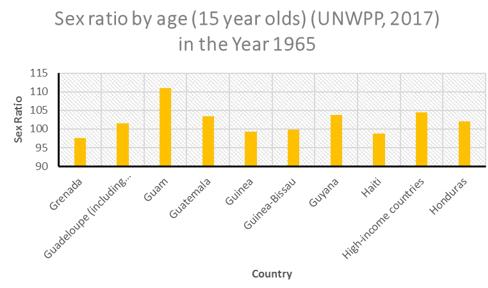 Sex ratio by age (15 year olds) (UNWPP, 2017)
in the Year 1965
115
110
105
100
95
90
Sex Ratio
Grenada
Guadeloupe (including...
Guam
Guatemala
Guinea
Guinea-Bissau
Guyana
Haiti
High-income countries
Honduras
Country